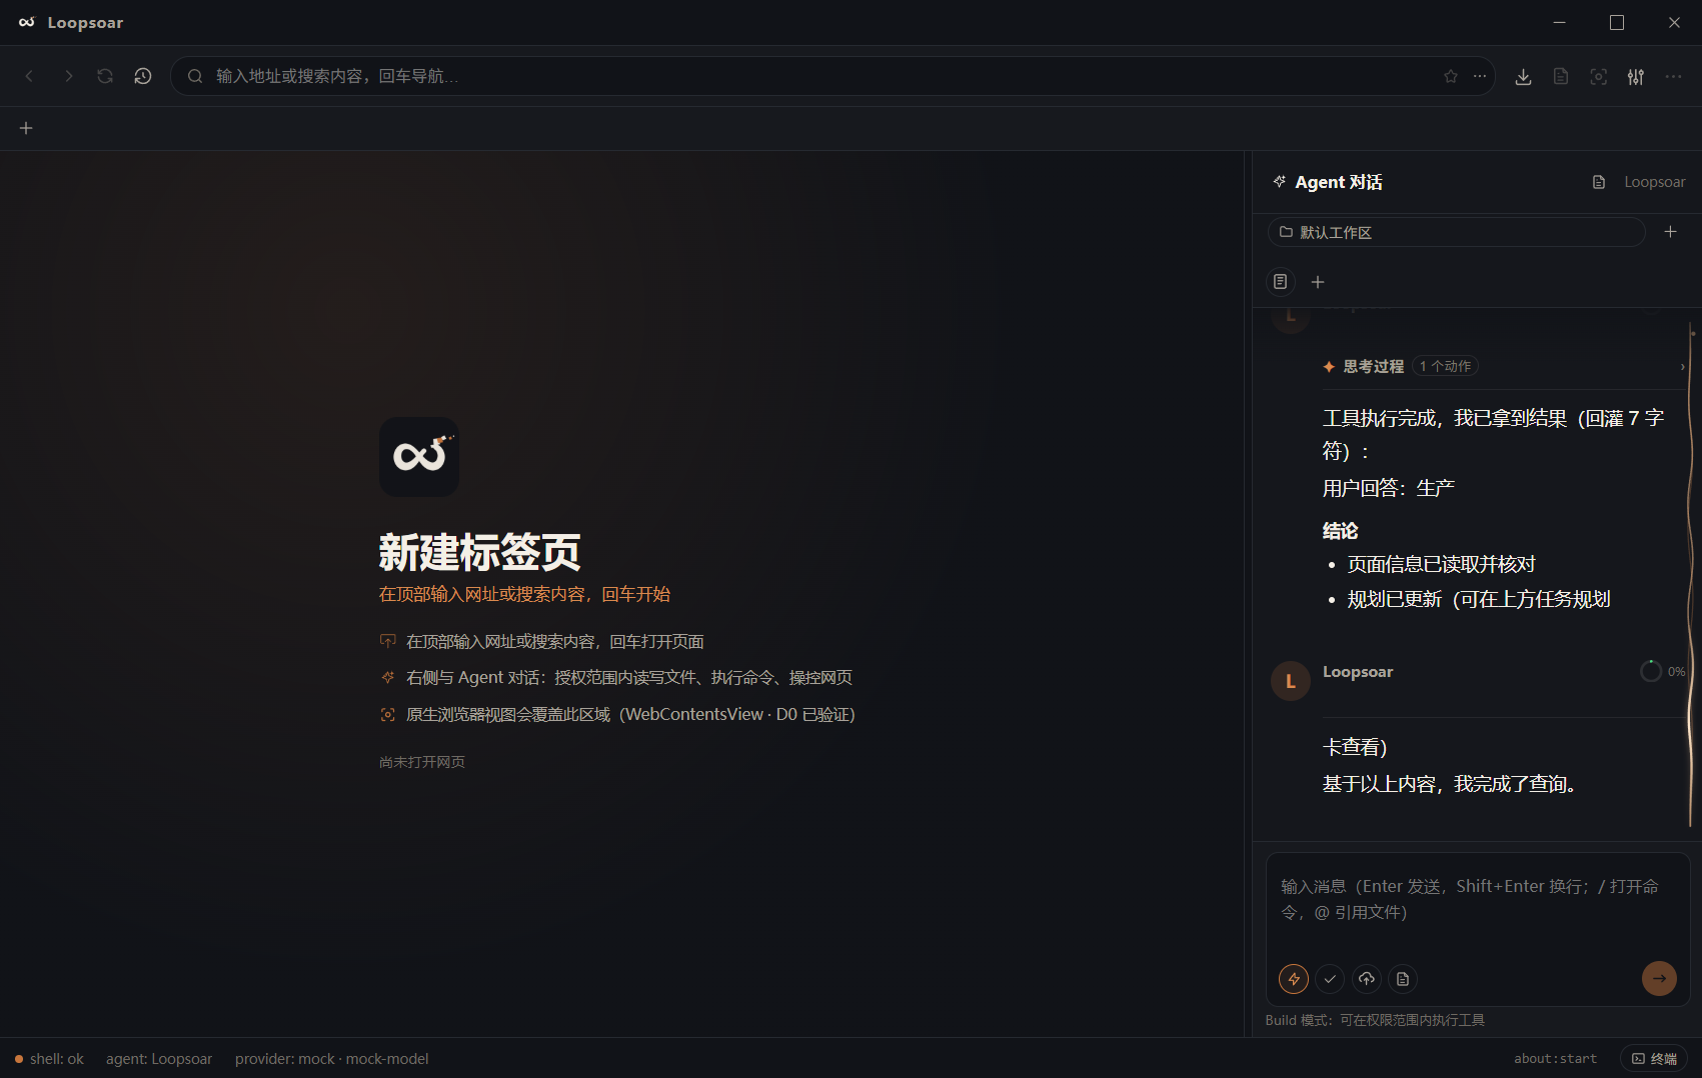 Loopsoar
输入地址或搜索内容，回车导航...
Agent 对话
Loopsoar
默认工作区
L
思考过程
1 个动作
工具执行完成，我已拿到结果（回灌 7 字
符）：
用户回答：生产
结论
• 页面信息已读取并核对
• 规划已更新（可在上方任务规划
L
Loopsoar
0%
卡查看）
基于以上内容，我完成了查询。
新建标签页
在顶部输入网址或搜索内容，回车开始
在顶部输入网址或搜索内容，回车打开页面
右侧与 Agent 对话：授权范围内读写文件、执行命令、操控网页
原生浏览器视图会覆盖此区域（WebContentsView · D0 已验证）
尚未打开网页
输入消息（Enter 发送，Shift+Enter 换行；/ 打开命
令，@ 引用文件）
Build 模式：可在权限范围内执行工具
shell: ok
agent: Loopsoar
provider: mock · mock-model
about:start
终端